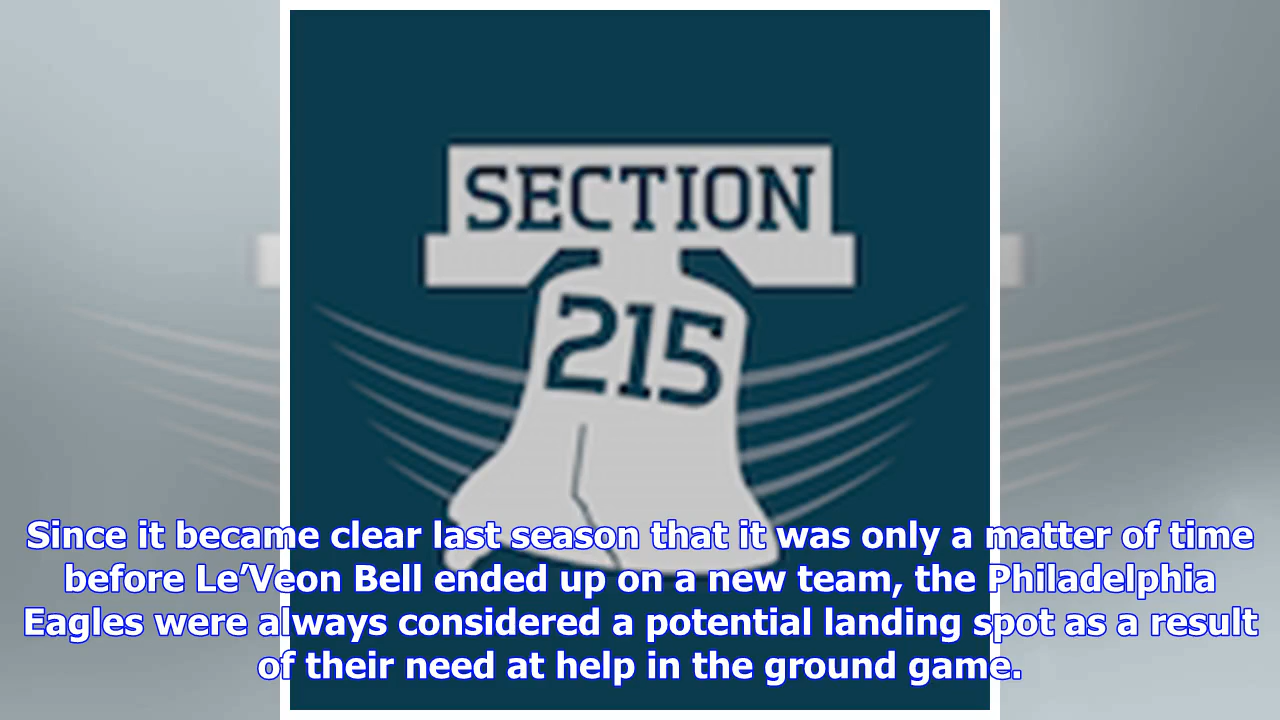 SECTION
215
Since it became clear last season that it was only a matter of time
before Le’Veon Bell ended up on a new team, the Philadelphia
Eagles were always considered a potential landing spot as a result
of their need at help in the ground game.